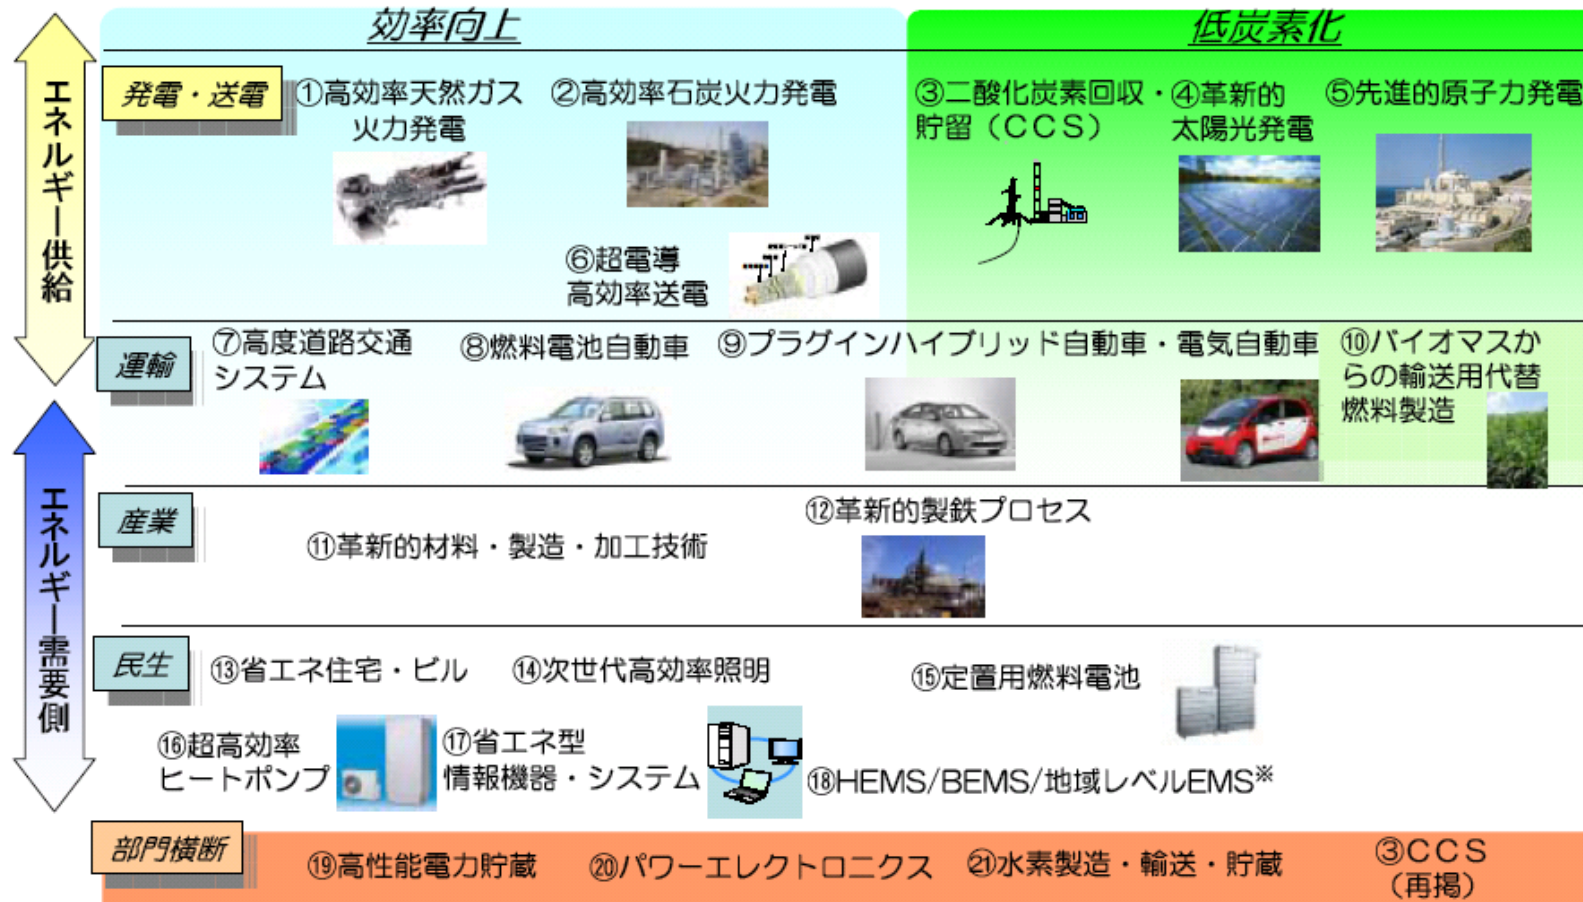 効率向上
低炭素化
エネルギー供給
発電・送電
①高効率天然ガス
火力発電
②高効率石炭火力発電
③二酸化炭素回収・
貯留（ＣＣＳ）
④革新的
太陽光発電
⑤先進的原子力発電
⑥超電導
高効率送電
運輸
⑦高度道路交通
システム
⑧燃料電池自動車
⑨プラグインハイブリッド自動車・電気自動車
⑩バイオマスか
らの輸送用代替
燃料製造
エネルギー需要側
産業
⑪革新的材料・製造・加工技術
⑫革新的製鉄プロセス
民生
⑬省エネ住宅・ビル
⑭次世代高効率照明
⑮定置用燃料電池
⑯超高効率
ヒートポンプ
⑰省エネ型
情報機器・システム
⑱HEMS/BEMS/地域レベルEMS※
部門横断
⑲高性能電力貯蔵
⑳パワーエレクトロニクス
㉑水素製造・輸送・貯蔵
③ＣＣＳ
（再掲）